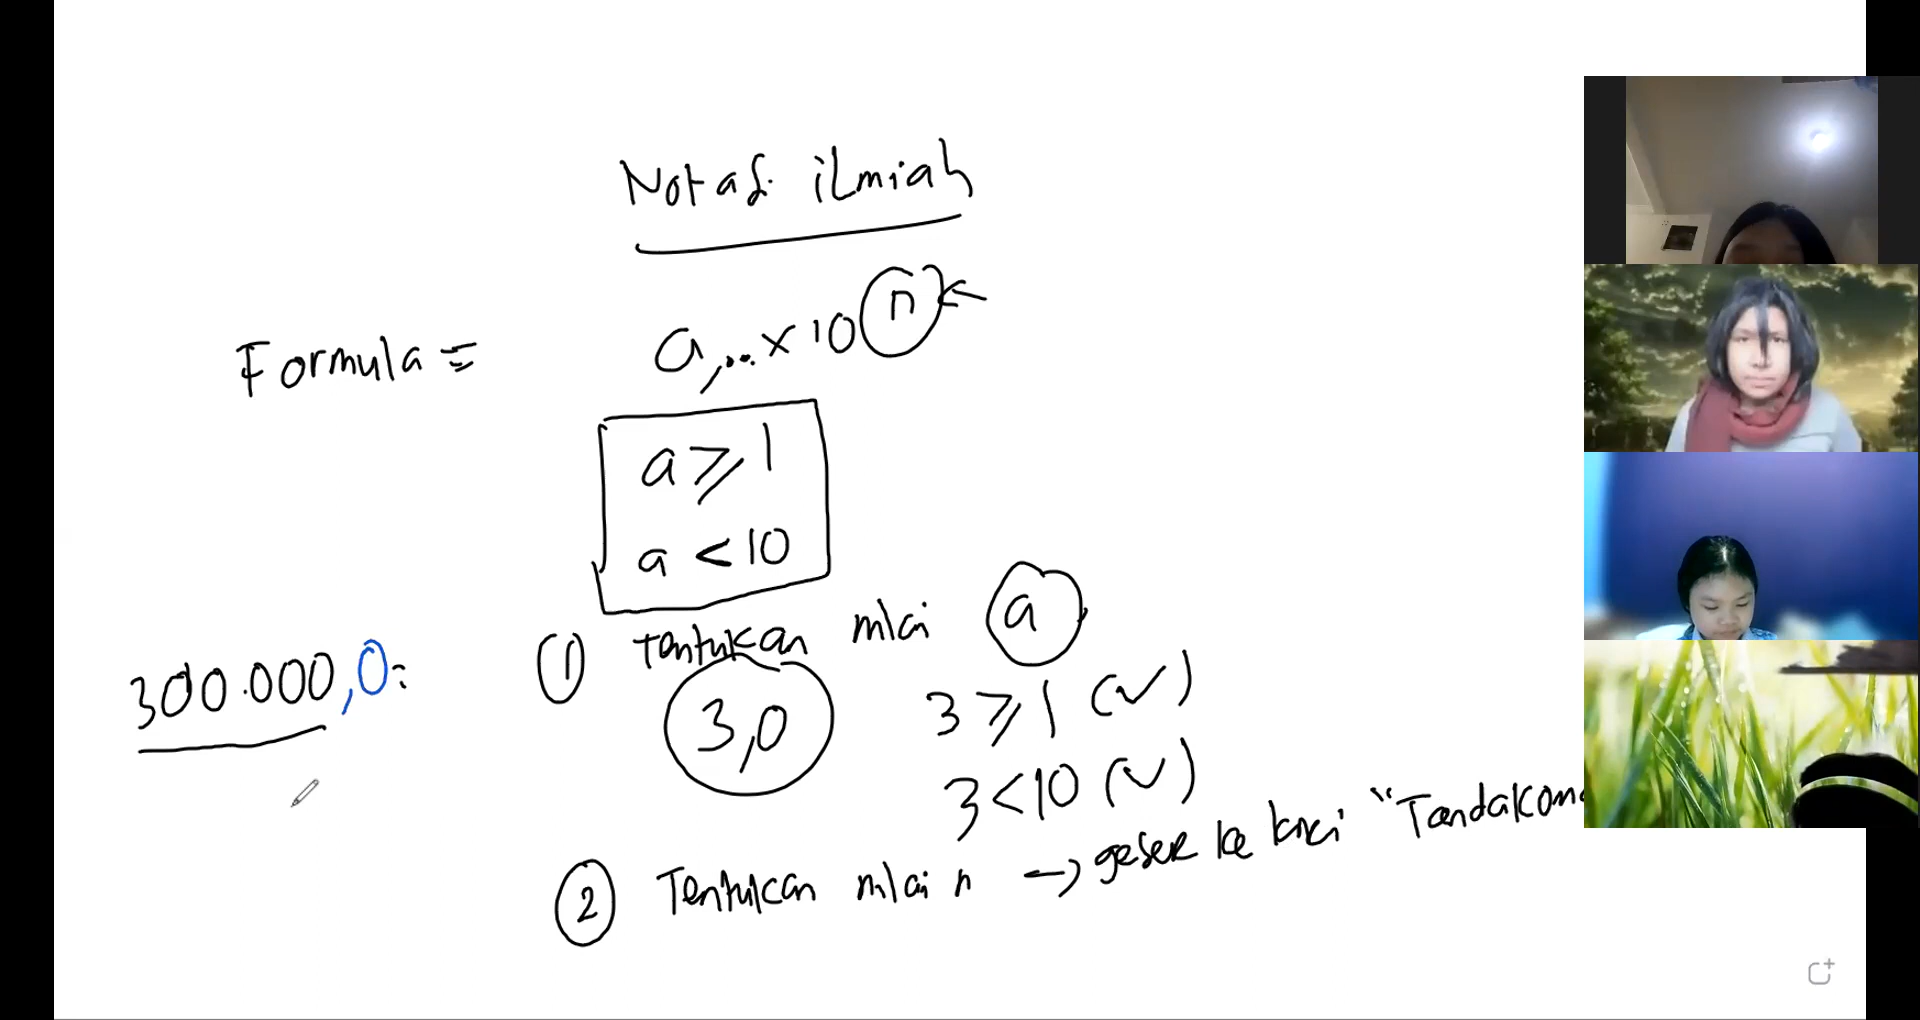 Notasi ilmiah
Formula = a,... × 10ⁿ ←
a ⩾ 1
a < 10
300.000,0 =
① Tentukan nilai ⓐ
3,0
3 ⩾ 1 (✓)
3 < 10 (✓)
② Tentukan nilai n → geser ke kiri "Tandakoma